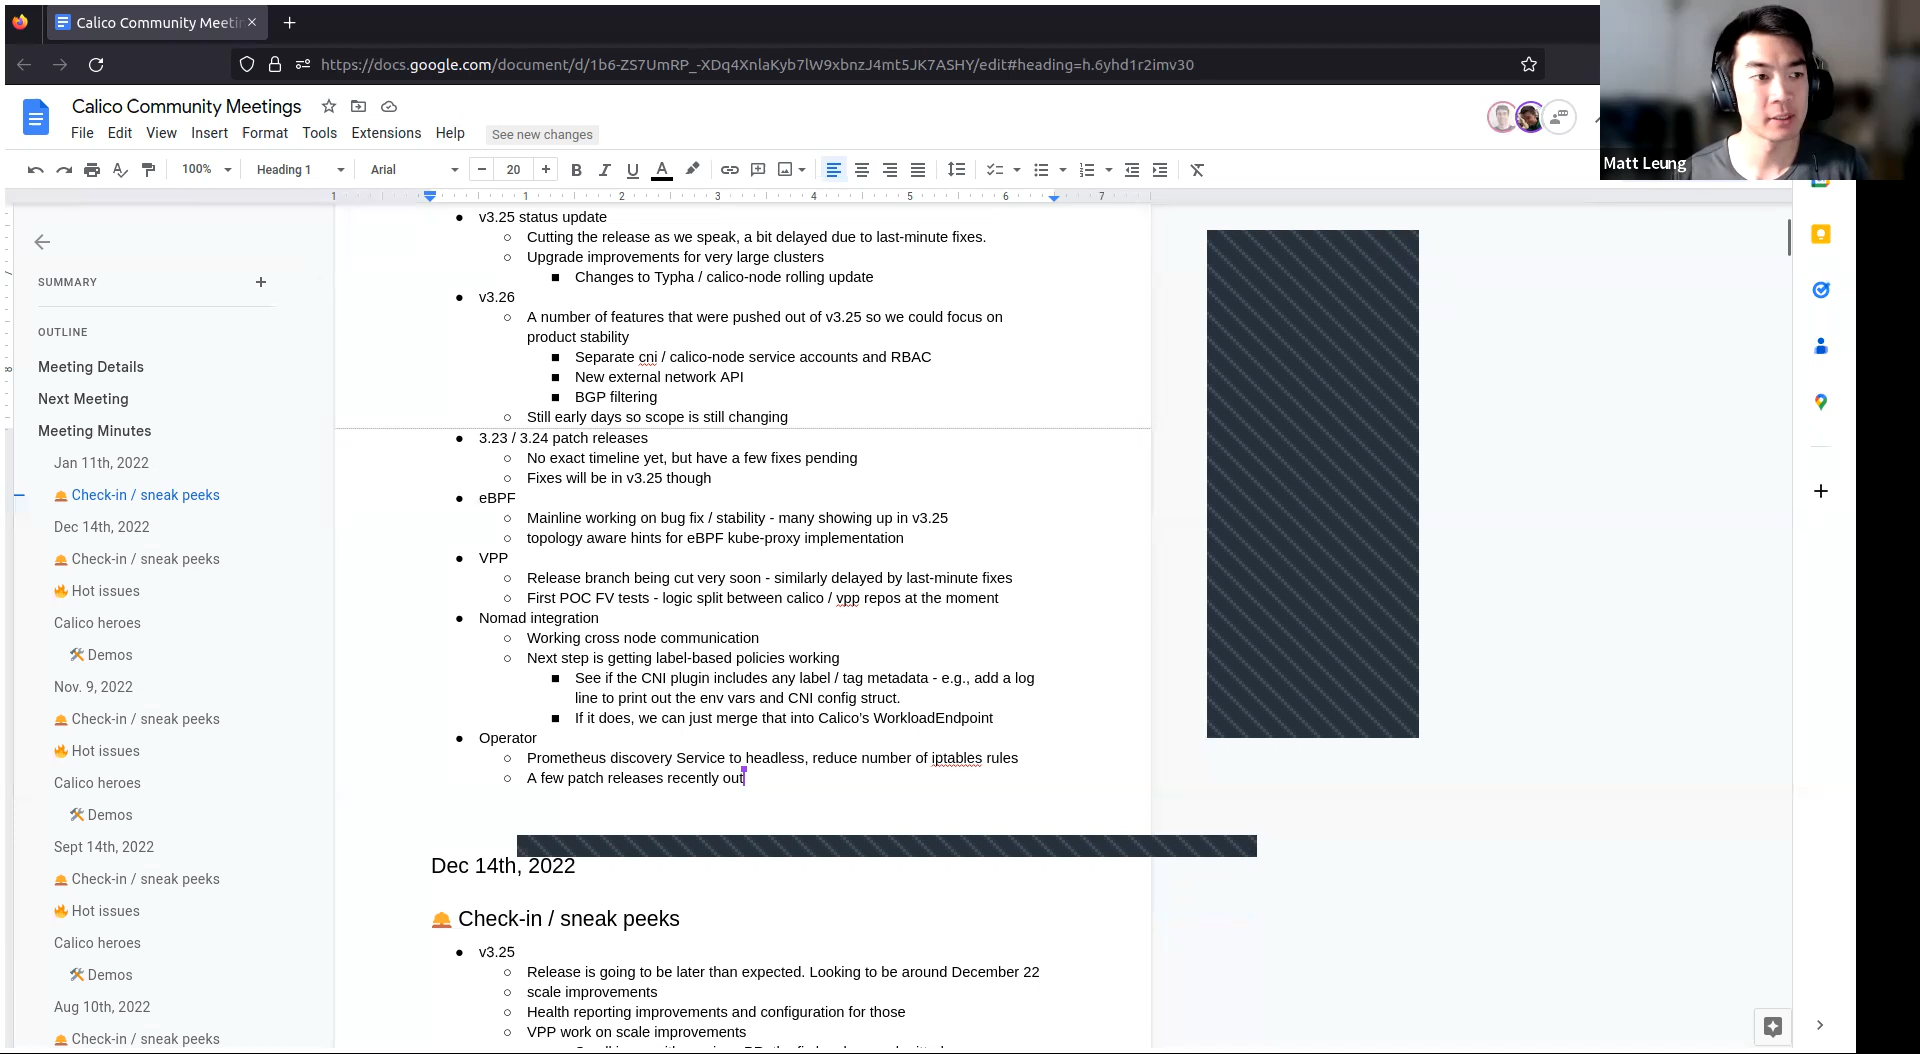 Calico Community Meetin
https://docs.google.com/document/d/1b6-ZS7UmRP_-XDq4XnlaKyb7lW9xbnzJ4mt5JK7ASHY/edit#heading=h.6yhd1r2imv30
Calico Community Meetings
File Edit View Insert Format Tools Extensions Help See new changes
100% Heading 1 Arial 20
Matt Leung
1 1 2 3 4 5 6 7
SUMMARY
OUTLINE
Meeting Details
Next Meeting
Meeting Minutes
Jan 11th, 2022
Check-in / sneak peeks
Dec 14th, 2022
Check-in / sneak peeks
Hot issues
Calico heroes
Demos
Nov. 9, 2022
Check-in / sneak peeks
Hot issues
Calico heroes
Demos
Sept 14th, 2022
Check-in / sneak peeks
Hot issues
Calico heroes
Demos
Aug 10th, 2022
Check-in / sneak peeks
● v3.25 status update
○ Cutting the release as we speak, a bit delayed due to last-minute fixes.
○ Upgrade improvements for very large clusters
■ Changes to Typha / calico-node rolling update
● v3.26
○ A number of features that were pushed out of v3.25 so we could focus on
product stability
■ Separate cni / calico-node service accounts and RBAC
■ New external network API
■ BGP filtering
○ Still early days so scope is still changing
● 3.23 / 3.24 patch releases
○ No exact timeline yet, but have a few fixes pending
○ Fixes will be in v3.25 though
● eBPF
○ Mainline working on bug fix / stability - many showing up in v3.25
○ topology aware hints for eBPF kube-proxy implementation
● VPP
○ Release branch being cut very soon - similarly delayed by last-minute fixes
○ First POC FV tests - logic split between calico / vpp repos at the moment
● Nomad integration
○ Working cross node communication
○ Next step is getting label-based policies working
■ See if the CNI plugin includes any label / tag metadata - e.g., add a log
line to print out the env vars and CNI config struct.
■ If it does, we can just merge that into Calico's WorkloadEndpoint
● Operator
○ Prometheus discovery Service to headless, reduce number of iptables rules
○ A few patch releases recently out
Dec 14th, 2022
Check-in / sneak peeks
● v3.25
○ Release is going to be later than expected. Looking to be around December 22
○ scale improvements
○ Health reporting improvements and configuration for those
○ VPP work on scale improvements